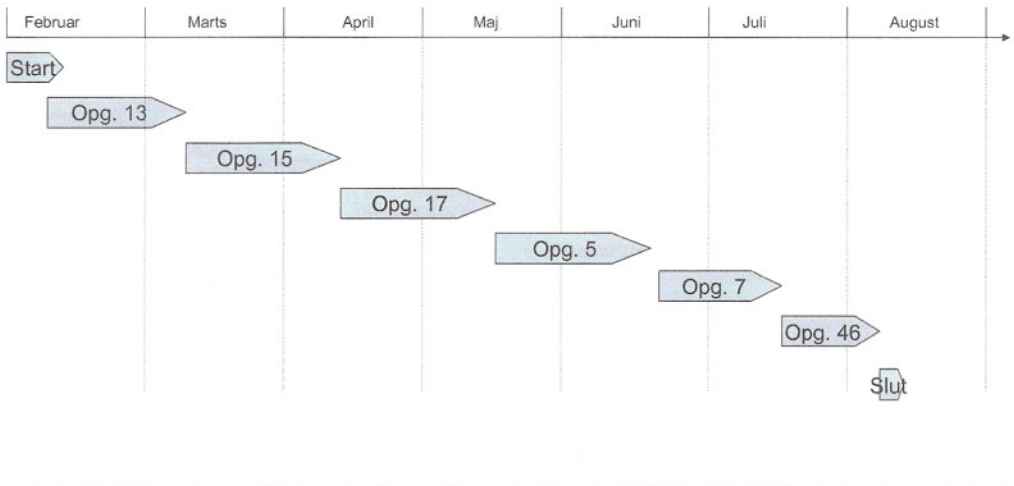 Februar Marts April Maj Juni Juli August
Start
Opg. 13
Opg. 15
Opg. 17
Opg. 5
Opg. 7
Opg. 46
Slut